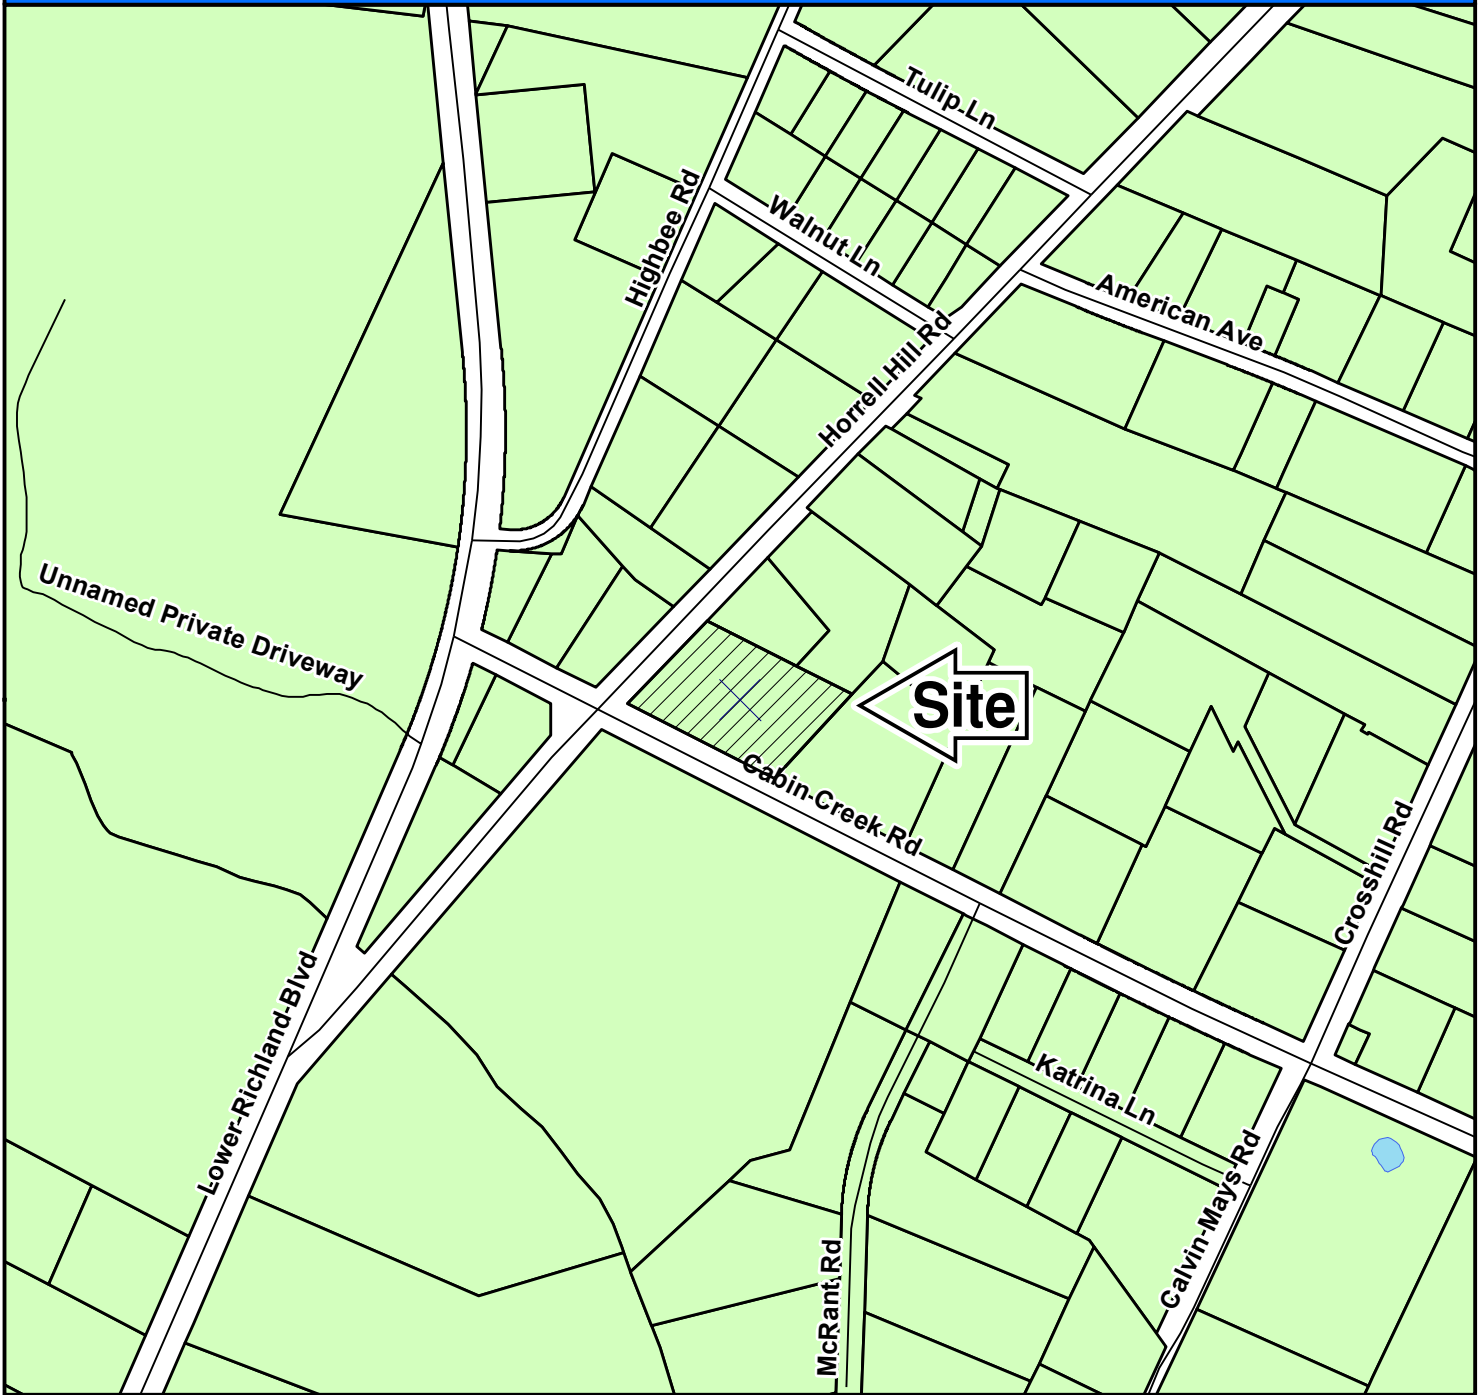 Tulip Ln
Highbee Rd
Walnut Ln
American Ave
Horrell Hill Rd
Unnamed Private Driveway
Site
Cabin Creek Rd
Crosshill Rd
Lower Richland Blvd
Katrina Ln
Calvin Mays Rd
McRant Rd